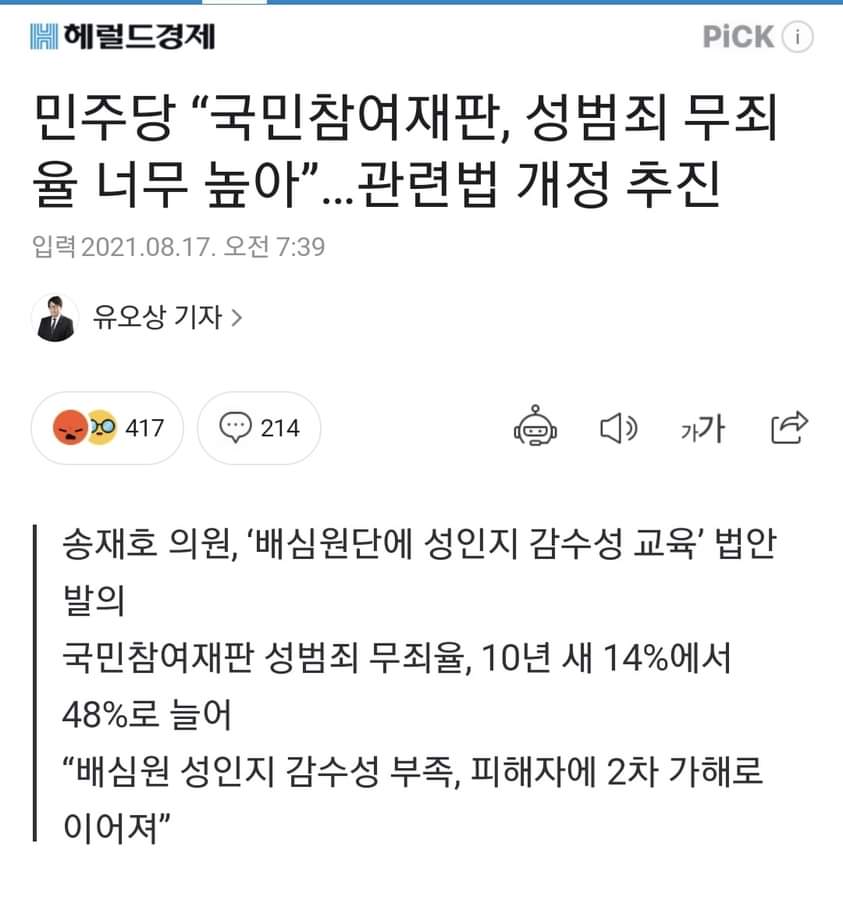 헤럴드경제
PiCK i
민주당 “국민참여재판, 성범죄 무죄
율 너무 높아”…관련법 개정 추진
입력 2021.08.17. 오전 7:39
유오상 기자 >
417
214
가가
송재호 의원, ‘배심원단에 성인지 감수성 교육’ 법안
발의
국민참여재판 성범죄 무죄율, 10년 새 14%에서
48%로 늘어
“배심원 성인지 감수성 부족, 피해자에 2차 가해로
이어져”